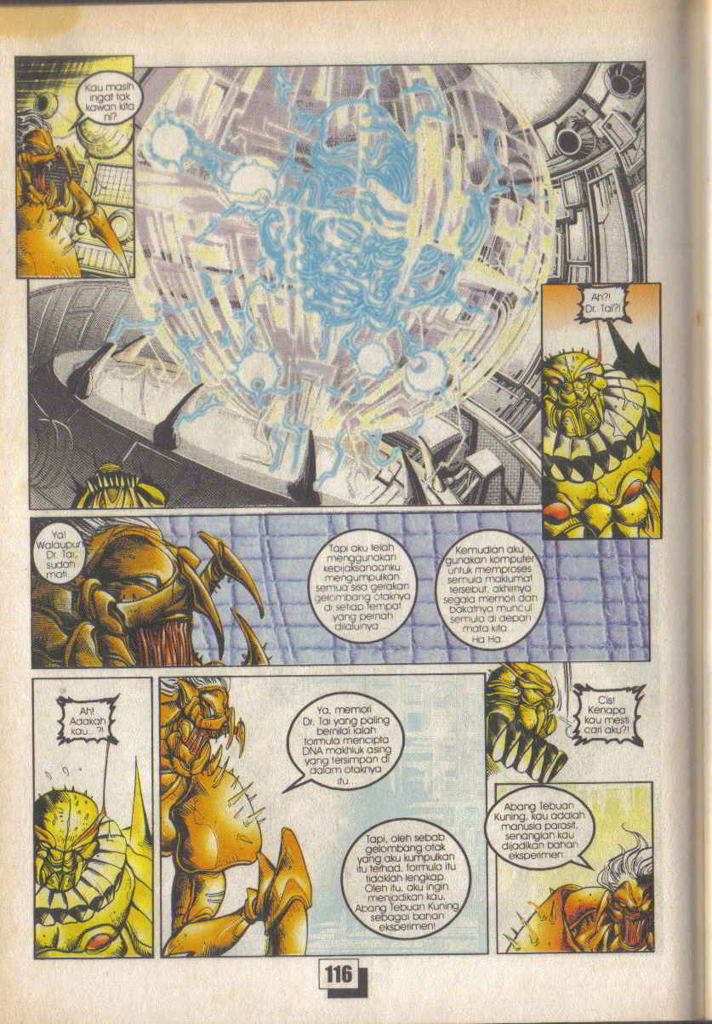 Kau masih
ingat tak
kawan kita
ni?
Ah?!
Dr. Tai?!
Ya!
Walaupun
Dr. Tai,
sudah
mati.
Tapi aku telah
menggunakan
kebijaksanaanku
mengumpulkan
semua sisa gerakan
gelombang otaknya
di setiap tempat
yang pernah
dilaluinya.
Kemudian aku
gunakan komputer
untuk memproses
semula maklumat
tersebut, akhirnya
segala memori dan
bakatnya muncul
semula di depan
mata kita.
Ha Ha.
Ah!
Adakah
kau...?!
Ya, memori
Dr. Tai yang paling
bernilai ialah
formula mencipta
DNA makhluk asing
yang tersimpan di
dalam otaknya
itu.
Tapi, oleh sebab
gelombang otak
yang aku kumpulkan
itu terhad, formula itu
tidaklah lengkap.
Oleh itu, aku ingin
menjadikan kau,
Abang Tebuan Kuning
sebagai bahan
eksperimen!
Cis!
Kenapa
kau mesti
cari aku?!
Abang Tebuan
Kuning, kau adalah
manusia parasit,
senanglah kau
dijadikan bahan
eksperimen.
116